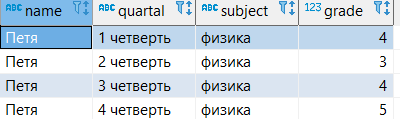 ABC name ABC quartal ABC subject 123 grade
Петя 1 четверть физика 4
Петя 2 четверть физика 3
Петя 3 четверть физика 4
Петя 4 четверть физика 5